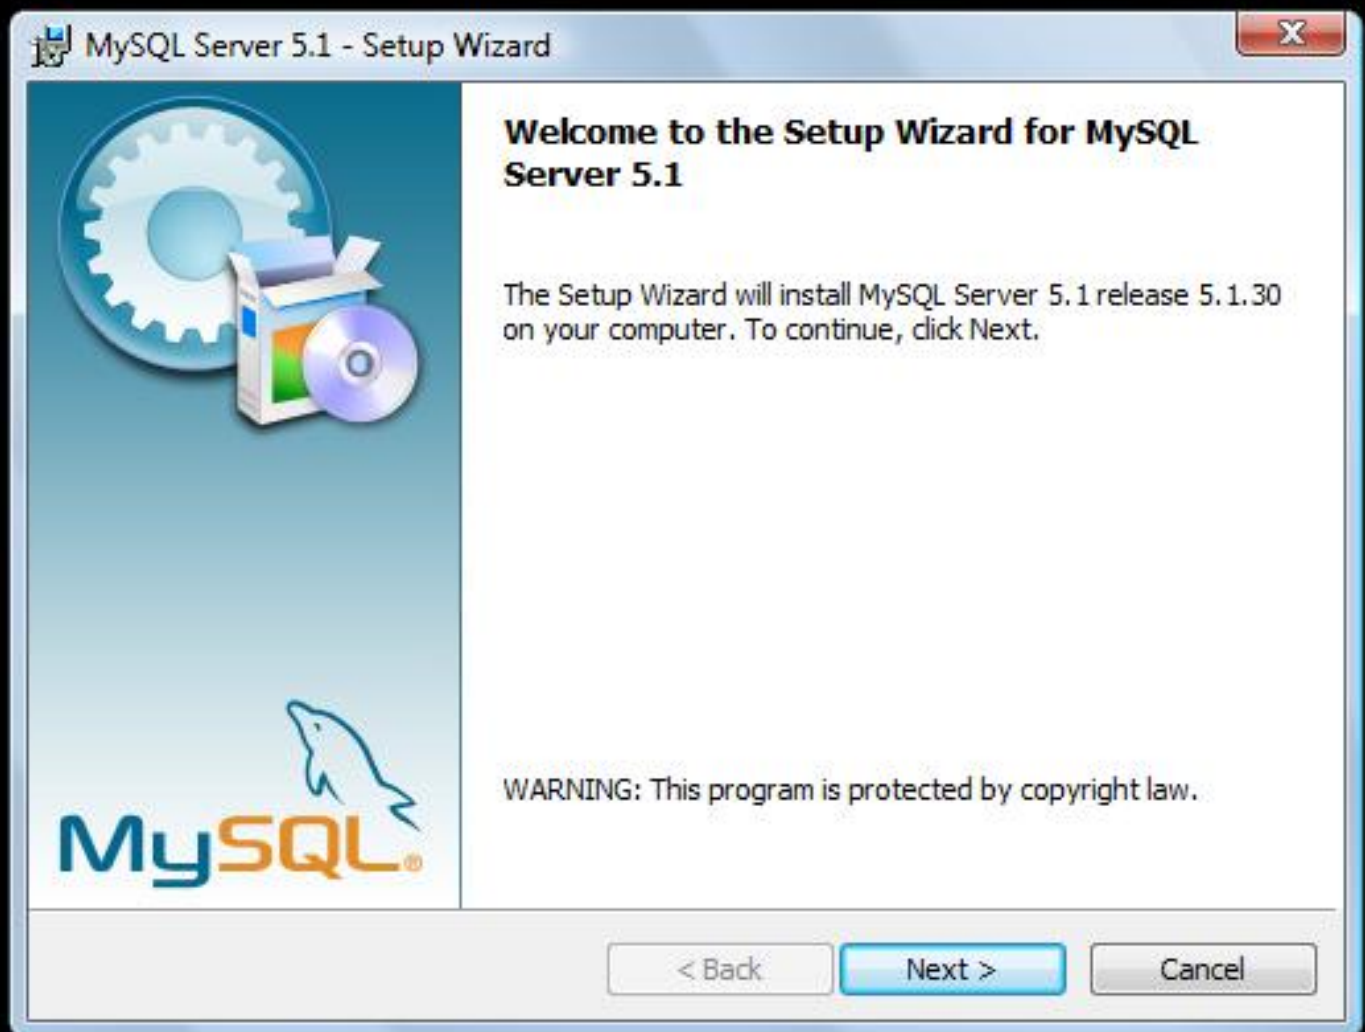 MySQL Server 5.1 - Setup Wizard
Welcome to the Setup Wizard for MySQL
Server 5.1
The Setup Wizard will install MySQL Server 5.1 release 5.1.30
on your computer. To continue, click Next.
WARNING: This program is protected by copyright law.
MySQL®
< Back
Next >
Cancel